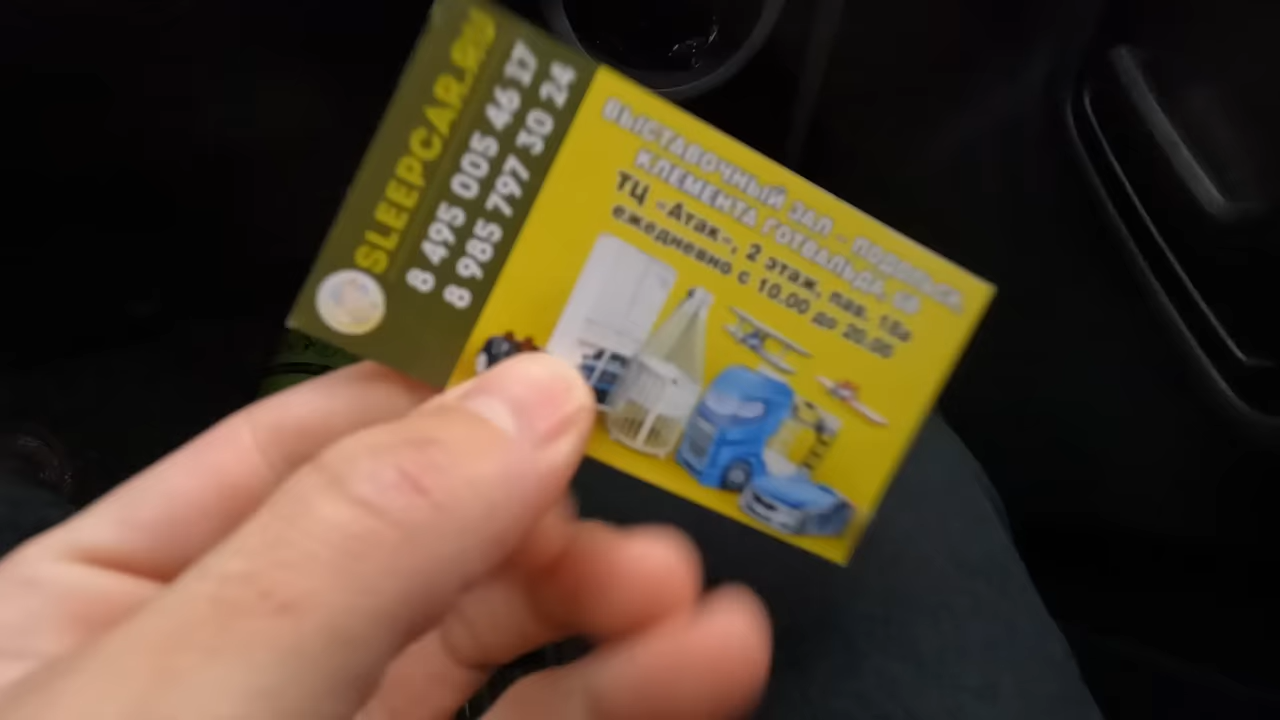 SLEEPCAR.RU
8 495 005 46 17
8 985 797 30 24
ВЫСТАВОЧНЫЙ ЗАЛ - ПОДОЛЬСК,
КЛЕМЕНТА ГОТВАЛЬДА
ТЦ «Атак», 2 этаж, пав. 18а
ежедневно с 10.00 до 20.00